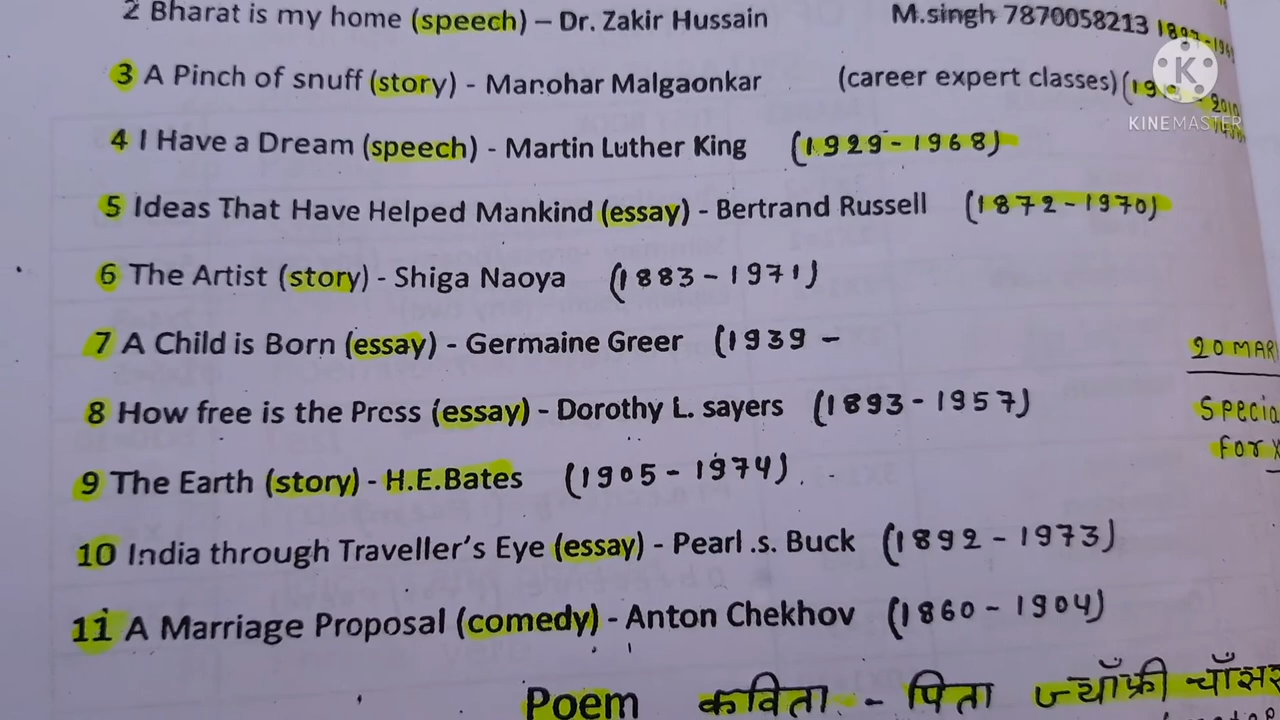 2 Bharat is my home (speech) – Dr. Zakir Hussain M.singh 7870058213
3 A Pinch of snuff (story) - Manohar Malgaonkar (career expert classes)
KINEMASTER
4 I Have a Dream (speech) - Martin Luther King (1929-1968)
5 Ideas That Have Helped Mankind (essay) - Bertrand Russell (1872-1970)
6 The Artist (story) - Shiga Naoya (1883-1971)
7 A Child is Born (essay) - Germaine Greer (1939 -
20 MAR
8 How free is the Press (essay) - Dorothy L. sayers (1893-1957)
Specia
For
9 The Earth (story) - H.E.Bates (1905-1974)
10 India through Traveller's Eye (essay) - Pearl .s. Buck (1892-1973)
11 A Marriage Proposal (comedy) - Anton Chekhov (1860-1904)
Poem कविता - पिता ज्यॉफ्री चॉसर